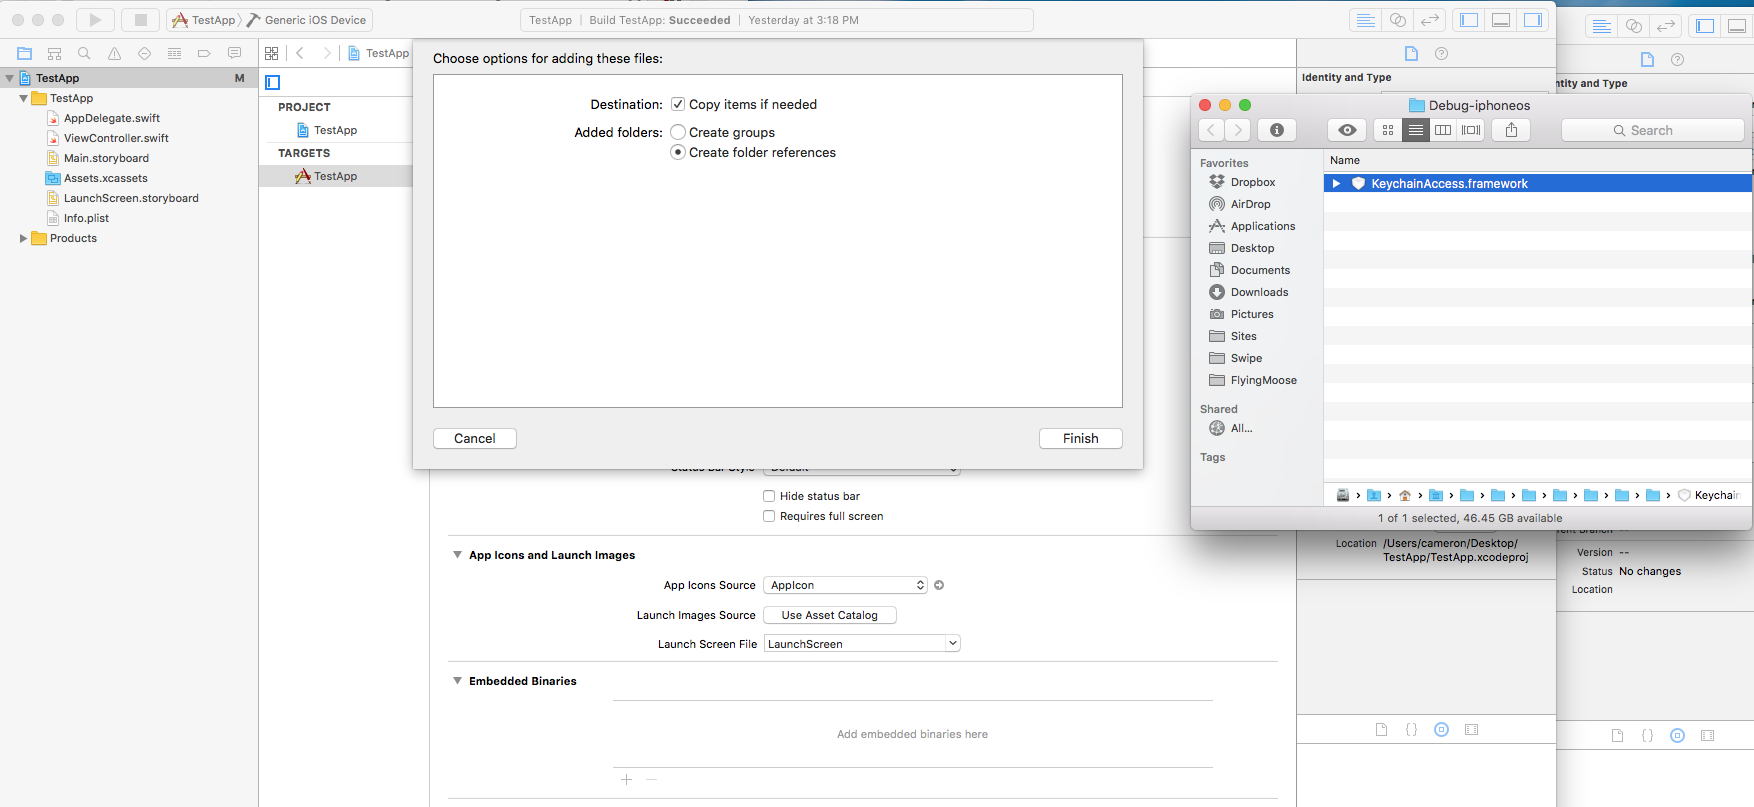 TestApp
Generic iOS Device
TestApp | Build TestApp: Succeeded | Yesterday at 3:18 PM
TestApp
M
TestApp
AppDelegate.swift
ViewController.swift
Main.storyboard
Assets.xcassets
LaunchScreen.storyboard
Info.plist
Products
TestApp
PROJECT
TestApp
TARGETS
TestApp
Choose options for adding these files:
Destination:
Copy items if needed
Added folders:
Create groups
Create folder references
Cancel
Finish
Status Bar Style
Default
Hide status bar
Requires full screen
App Icons and Launch Images
App Icons Source
AppIcon
Launch Images Source
Use Asset Catalog
Launch Screen File
LaunchScreen
Embedded Binaries
Add embedded binaries here
Identity and Type
ntity and Type
Debug-iphoneos
Search
Favorites
Dropbox
AirDrop
Applications
Desktop
Documents
Downloads
Pictures
Sites
Swipe
FlyingMoose
Shared
All...
Tags
Name
KeychainAccess.framework
Keychain
1 of 1 selected, 46.45 GB available
Location
/Users/cameron/Desktop/
TestApp/TestApp.xcodeproj
Version --
Status No changes
Location